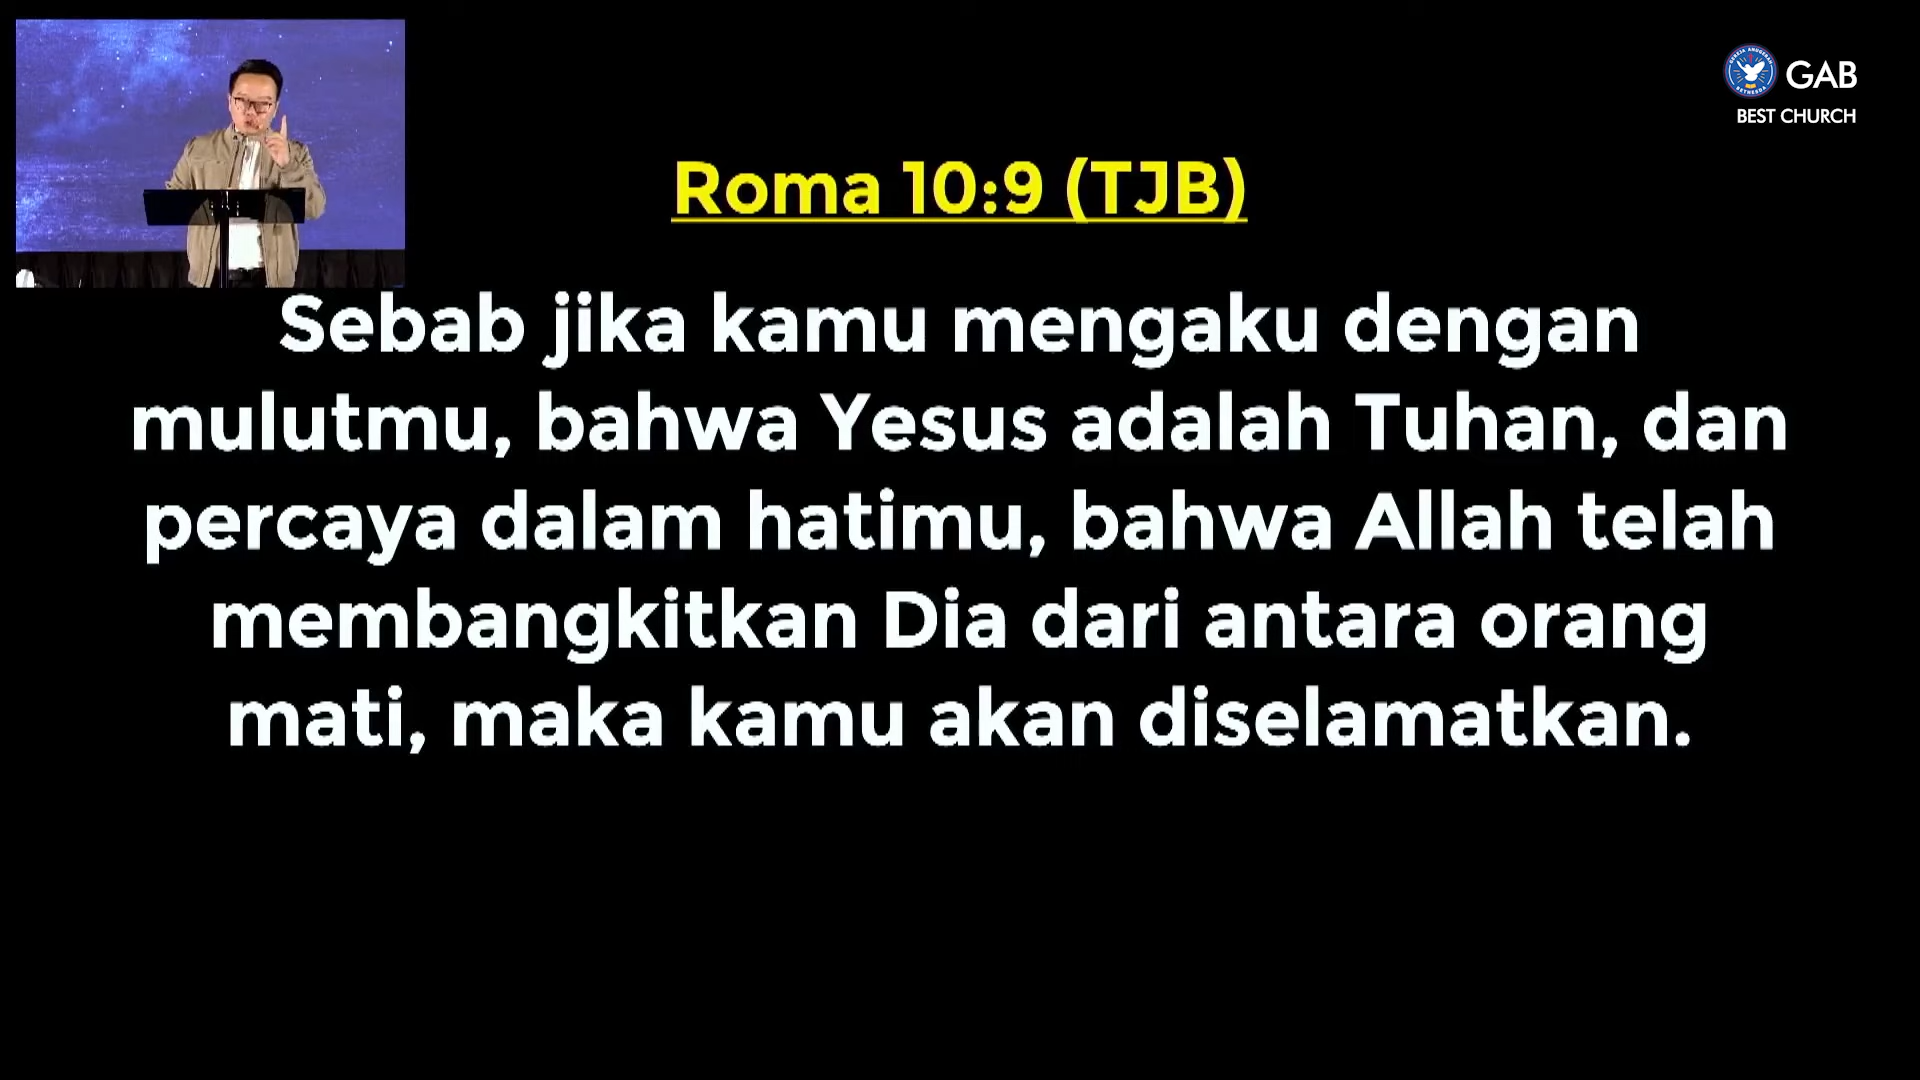 GAB
BEST CHURCH
Roma 10:9 (TJB)
Sebab jika kamu mengaku dengan
mulutmu, bahwa Yesus adalah Tuhan, dan
percaya dalam hatimu, bahwa Allah telah
membangkitkan Dia dari antara orang
mati, maka kamu akan diselamatkan.